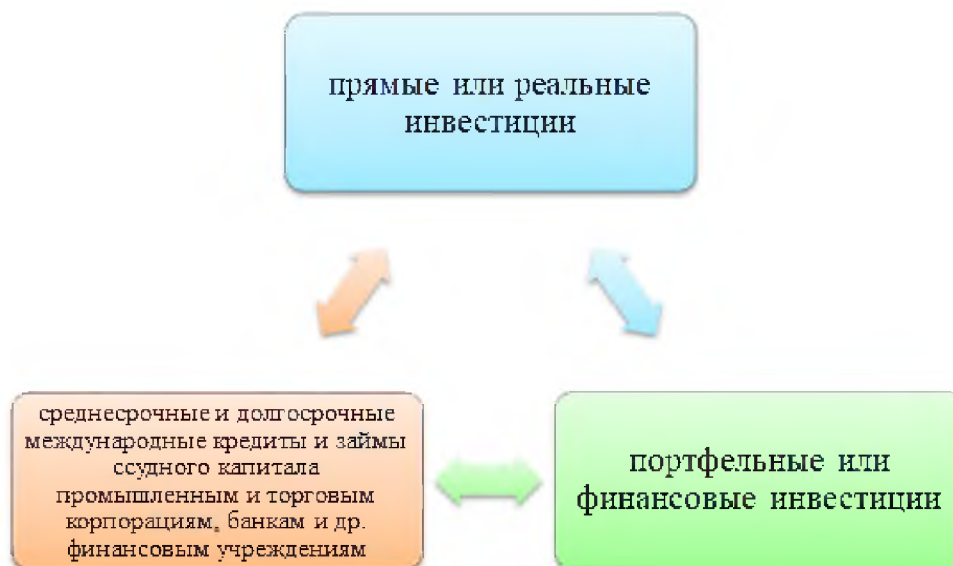 прямые или реальные
инвестиции
среднесрочные и долгосрочные
международные кредиты и займы
ссудного капитала
промышленным и торговым
корпорациям, банкам и др.
финансовым учреждениям
портфельные или
финансовые инвестиции